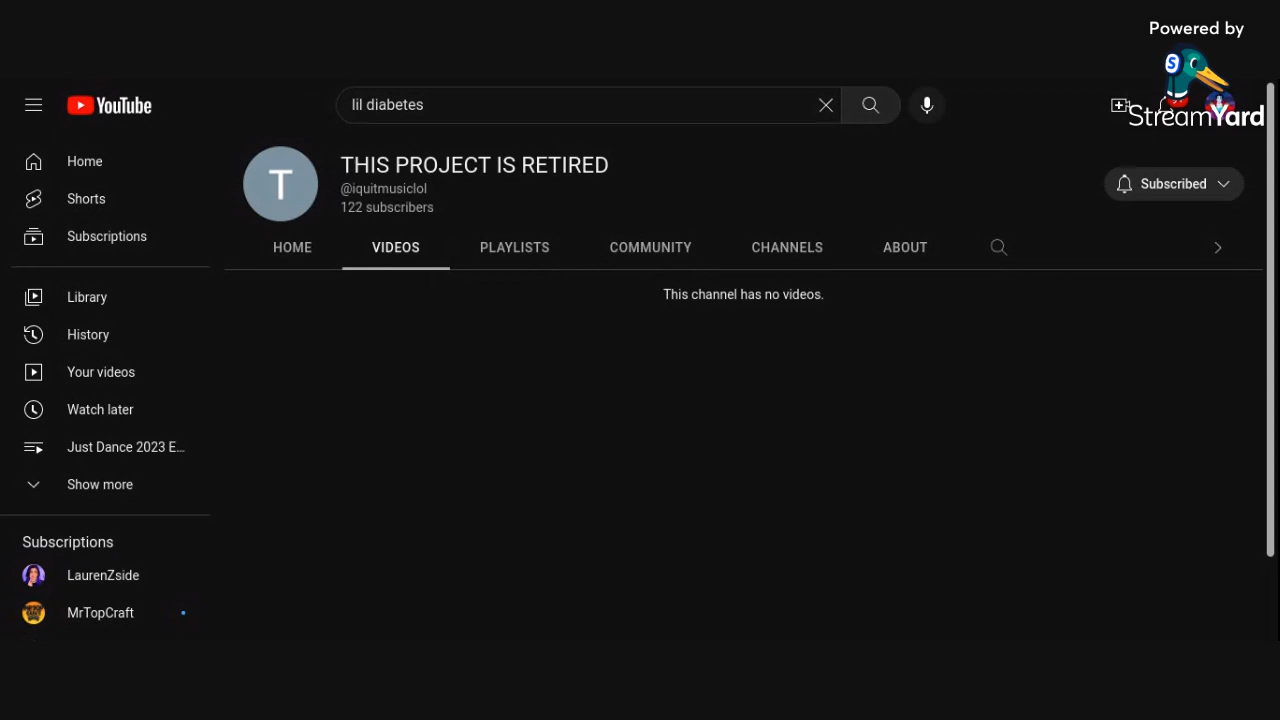 Powered by
StreamYard
YouTube
lil diabetes
Home
Shorts
Subscriptions
Library
History
Your videos
Watch later
Just Dance 2023 E...
Show more
Subscriptions
LaurenZside
MrTopCraft
T
THIS PROJECT IS RETIRED
@iquitmusiclol
122 subscribers
Subscribed
HOME
VIDEOS
PLAYLISTS
COMMUNITY
CHANNELS
ABOUT
This channel has no videos.